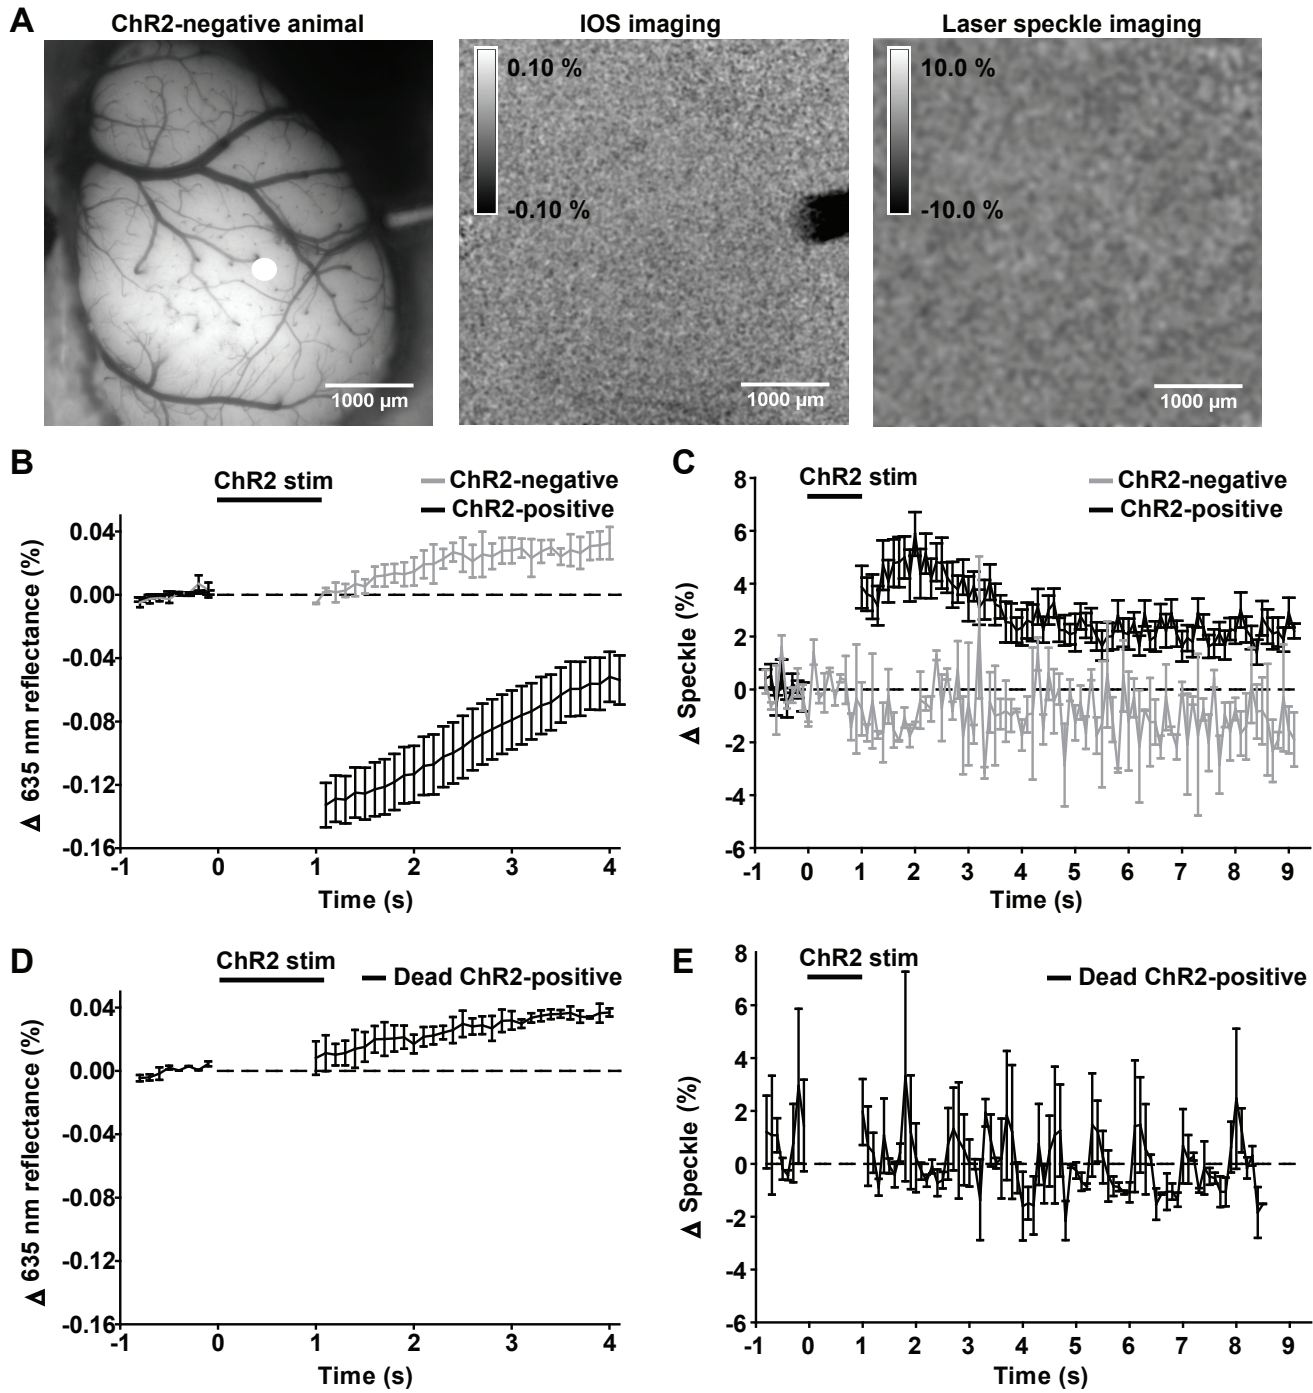 A
ChR2-negative animal
IOS imaging
Laser speckle imaging
0.10 %
-0.10 %
10.0 %
-10.0 %
1000 µm
1000 µm
1000 µm
B
ChR2 stim
ChR2-negative
ChR2-positive
Δ 635 nm reflectance (%)
0.04
0.00
-0.04
-0.08
-0.12
-0.16
-1
0
1
2
3
4
Time (s)
C
ChR2 stim
ChR2-negative
ChR2-positive
Δ Speckle (%)
8
6
4
2
0
-2
-4
-6
-1
0
1
2
3
4
5
6
7
8
9
Time (s)
D
ChR2 stim
Dead ChR2-positive
Δ 635 nm reflectance (%)
0.04
0.00
-0.04
-0.08
-0.12
-0.16
-1
0
1
2
3
4
Time (s)
E
ChR2 stim
Dead ChR2-positive
Δ Speckle (%)
8
6
4
2
0
-2
-4
-6
-1
0
1
2
3
4
5
6
7
8
9
Time (s)